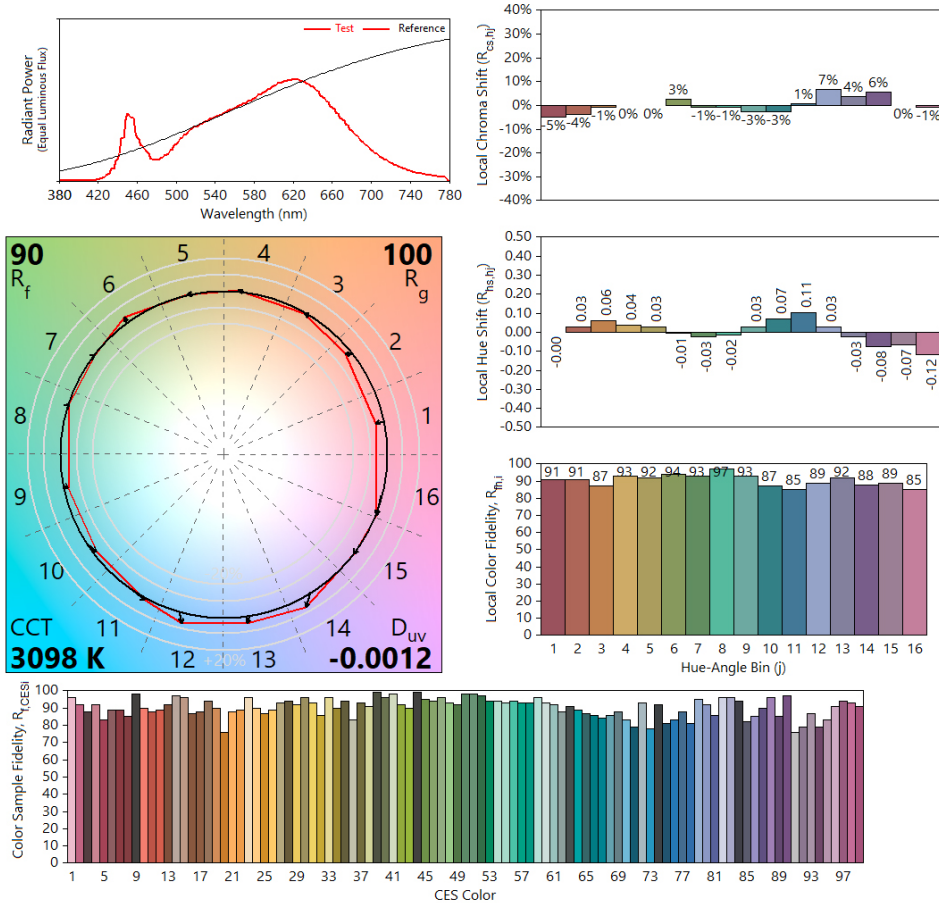 Test Reference
Radiant Power
(Equal Luminous Flux)
380 420 460 500 540 580 620 660 700 740 780
Wavelength (nm)
40%
30%
20%
10%
0%
-10%
-20%
-30%
-40%
Local Chroma Shift (Rcs,hj)
-5% -4% -1% 0% 0% 3% -1% -1% -3% -3% 1% 7% 4% 6% 0% -1%
90
Rf
100
Rg
5 4
6 3
7 2
8 1
9 16
10 15
11 14
12 13
+20%
CCT
3098 K
Duv
-0.0012
0.50
0.40
0.30
0.20
0.10
0.00
-0.10
-0.20
-0.30
-0.40
-0.50
Local Hue Shift (Rhs,hj)
-0.00 0.03 0.06 0.04 0.03 -0.01 -0.03 -0.02 0.03 0.07 0.11 0.03 -0.03 -0.08 -0.07 -0.12
100
90
80
70
60
50
40
30
20
10
0
Local Color Fidelity, Rfh,i
91 91 87 93 92 94 93 97 93 87 85 89 92 88 89 85
1 2 3 4 5 6 7 8 9 10 11 12 13 14 15 16
Hue-Angle Bin (j)
100
90
80
70
60
50
40
30
20
10
0
Color Sample Fidelity, Rf,CESi
1 5 9 13 17 21 25 29 33 37 41 45 49 53 57 61 65 69 73 77 81 85 89 93 97
CES Color